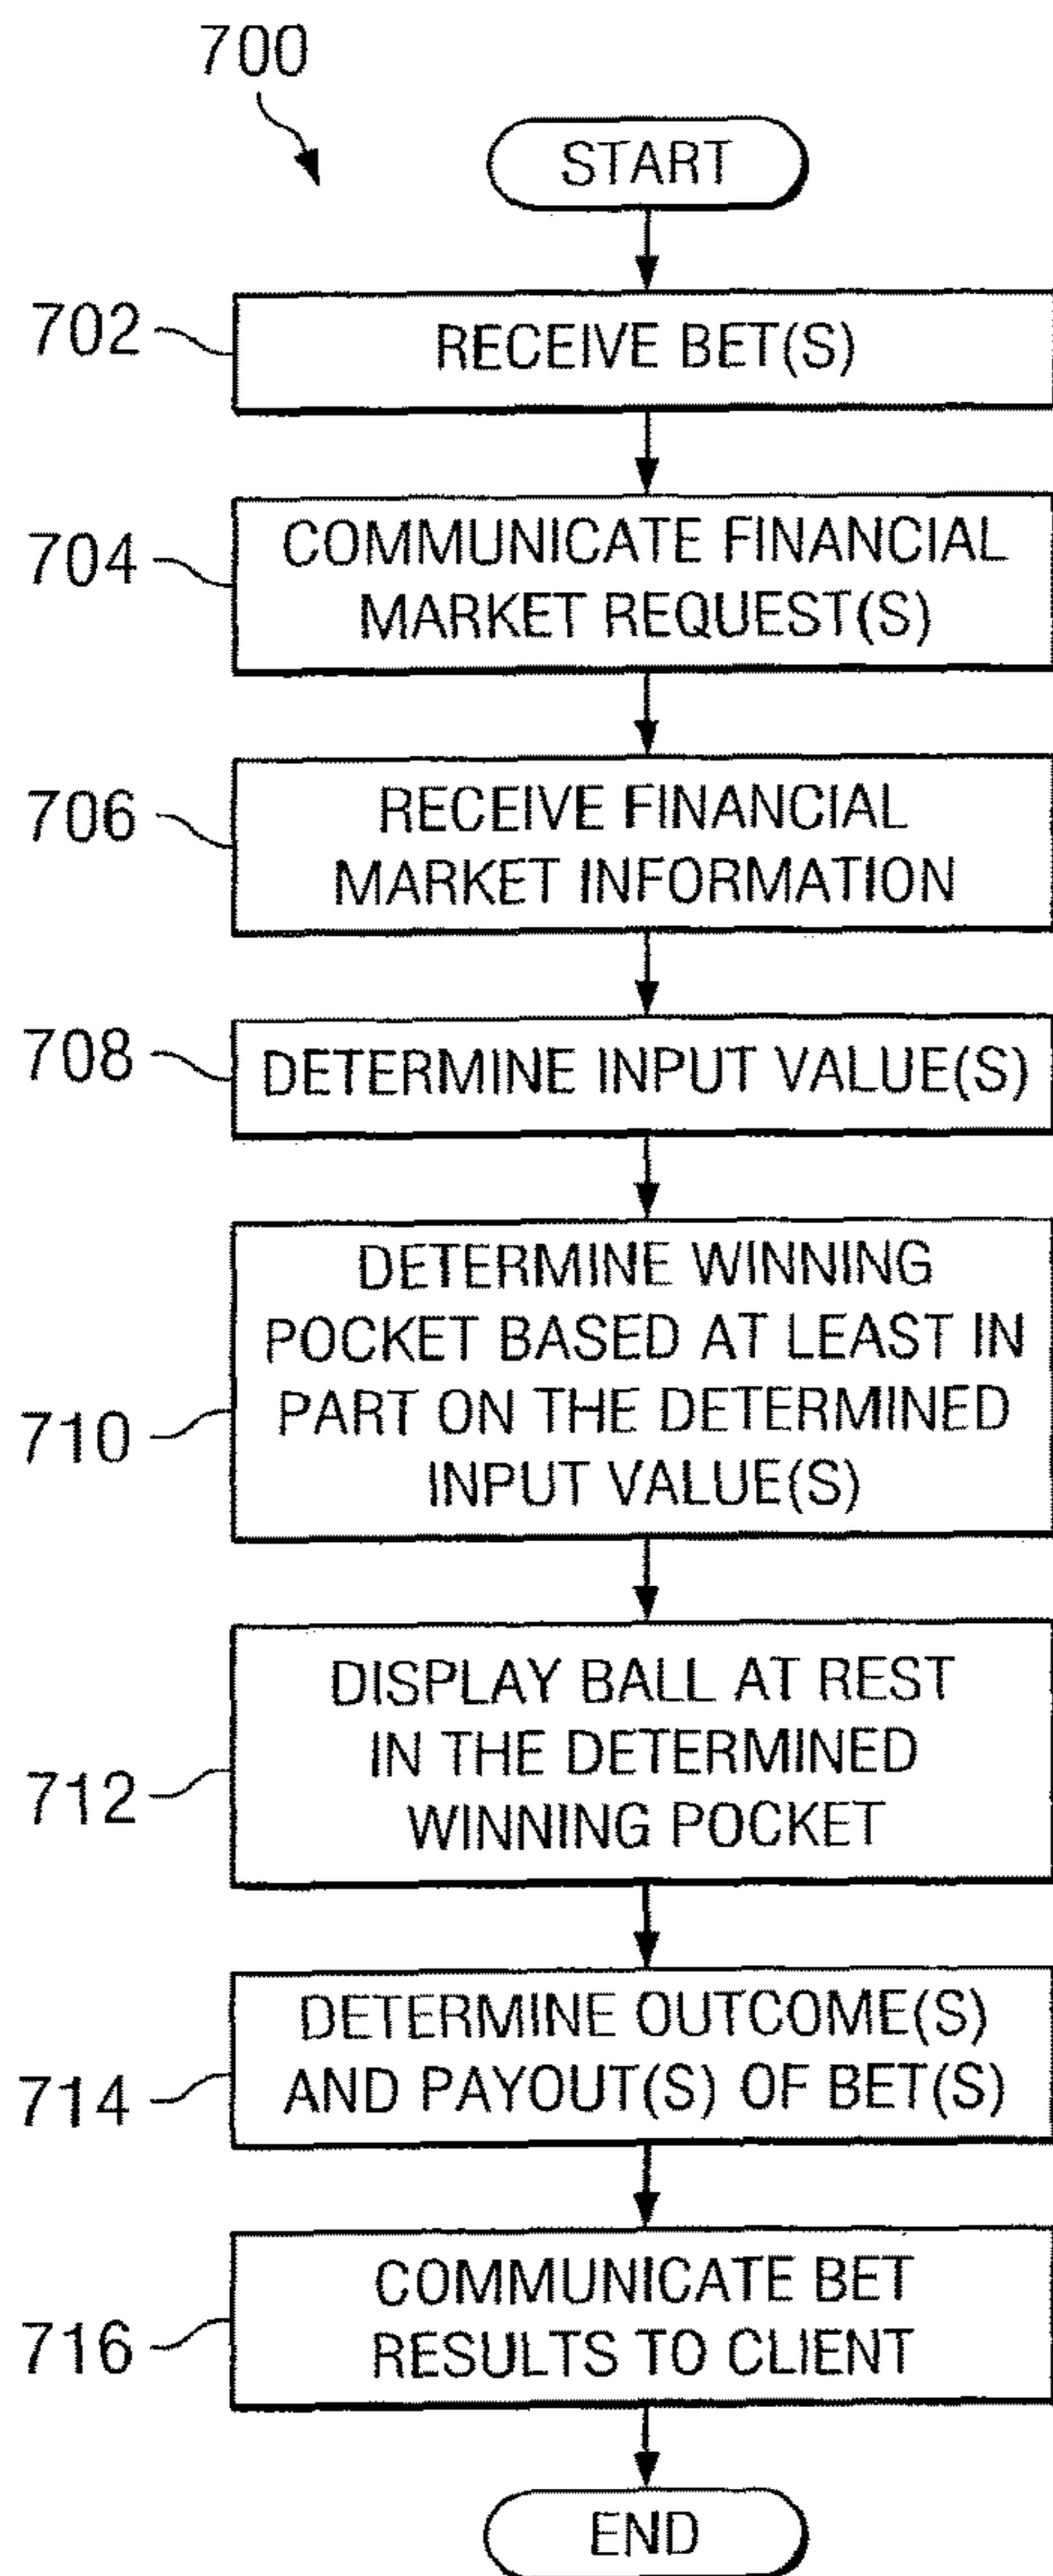 700
START
702
RECEIVE BET(S)
704
COMMUNICATE FINANCIAL
MARKET REQUEST(S)
706
RECEIVE FINANCIAL
MARKET INFORMATION
708
DETERMINE INPUT VALUE(S)
710
DETERMINE WINNING
POCKET BASED AT LEAST IN
PART ON THE DETERMINED
INPUT VALUE(S)
712
DISPLAY BALL AT REST
IN THE DETERMINED
WINNING POCKET
714
DETERMINE OUTCOME(S)
AND PAYOUT(S) OF BET(S)
716
COMMUNICATE BET
RESULTS TO CLIENT
END